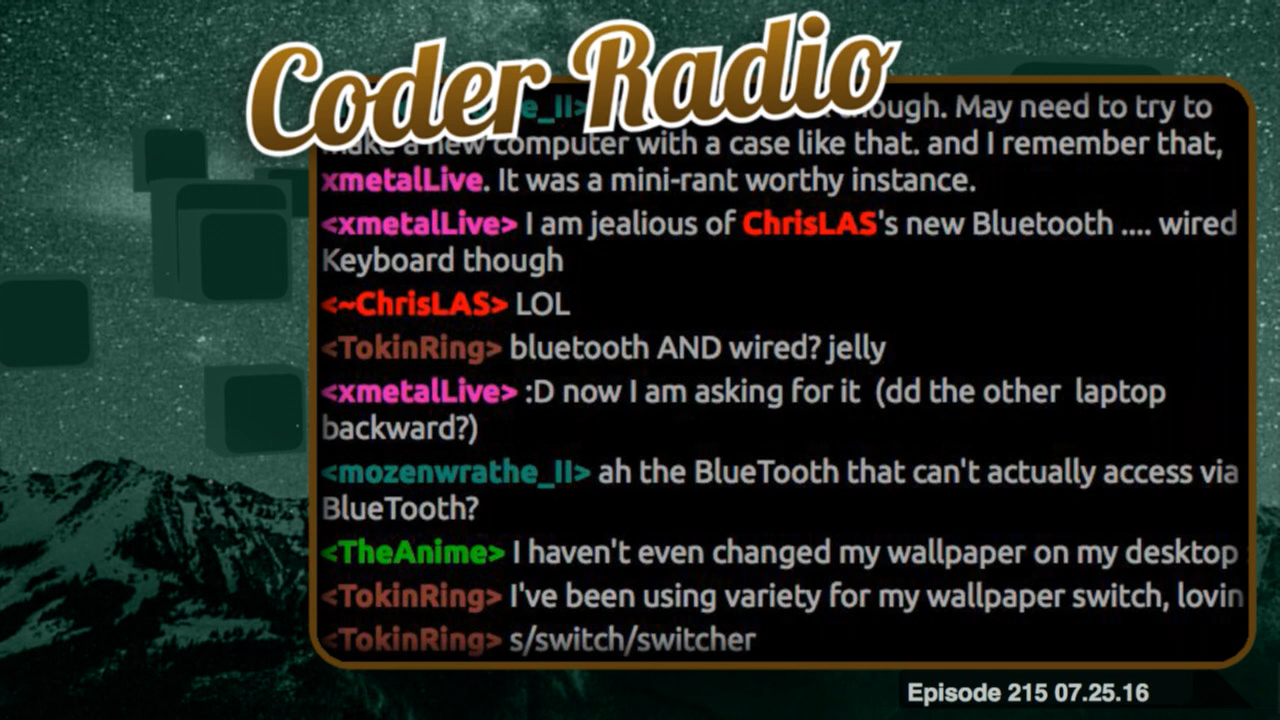 Coder Radio
e_II> ough. May need to try to
make a new computer with a case like that. and I remember that,
xmetalLive. It was a mini-rant worthy instance.
<xmetalLive> I am jealous of ChrisLAS's new Bluetooth .... wired
Keyboard though
<~ChrisLAS> LOL
<TokinRing> bluetooth AND wired? jelly
<xmetalLive> :D now I am asking for it (dd the other laptop
backward?)
<mozenwrathe_II> ah the BlueTooth that can't actually access via
BlueTooth?
<TheAnime> I haven't even changed my wallpaper on my desktop
<TokinRing> I've been using variety for my wallpaper switch, lovin
<TokinRing> s/switch/switcher
Episode 215 07.25.16